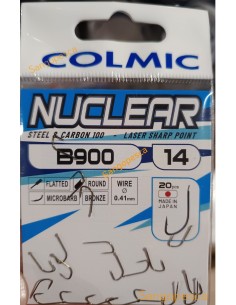 COLMIC
NUCLEAR
STEEL & CARBON 100 - LASER SHARP POINT
B900 14
FLATTED ROUND WIRE
MICROBARB BRONZE Ø 0.41mm
20pcs
MADE IN
JAPAN